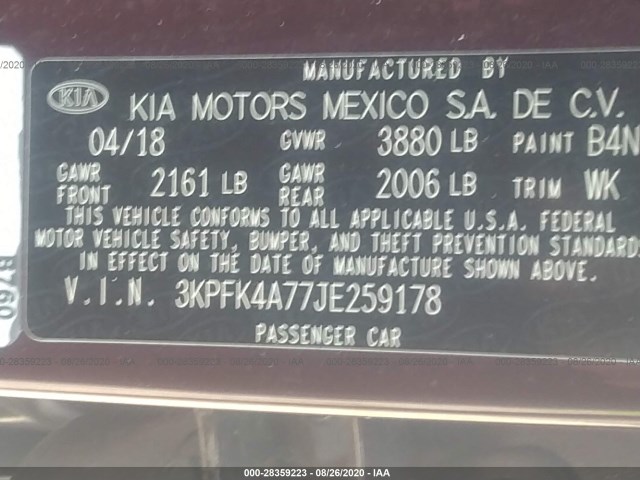 MANUFACTURED BY
KIA KIA MOTORS MEXICO S.A. DE C.V.
04/18 GVWR 3880 LB PAINT B4N
GAWR FRONT 2161 LB GAWR REAR 2006 LB TRIM WK
THIS VEHICLE CONFORMS TO ALL APPLICABLE U.S.A. FEDERAL
MOTOR VEHICLE SAFETY, BUMPER, AND THEFT PREVENTION STANDARDS
IN EFFECT ON THE DATE OF MANUFACTURE SHOWN ABOVE.
V.I.N. 3KPFK4A77JE259178
PASSENGER CAR
B760
000-28359223 - 08/26/2020 - IAA